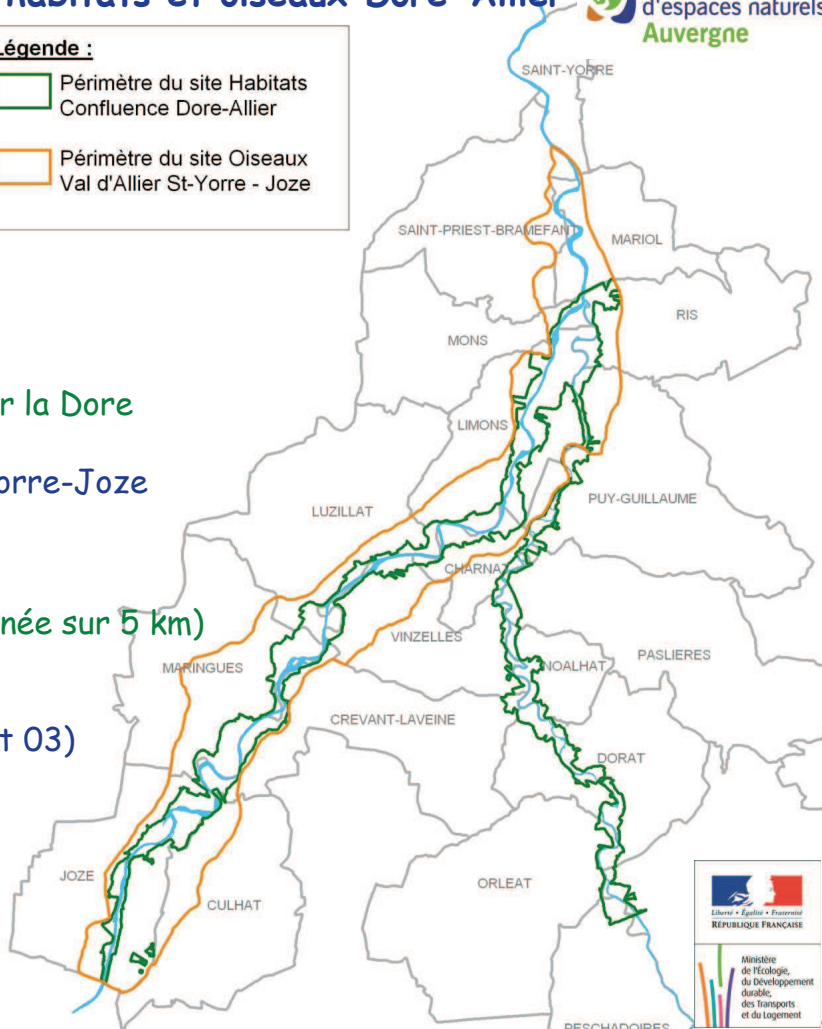 Habitats et oiseaux Dore-Allier
d'espaces naturels
Auvergne
Légende :
Périmètre du site Habitats
Confluence Dore-Allier
Périmètre du site Oiseaux
Val d'Allier St-Yorre - Joze
SAINT-YORRE
SAINT-PRIEST-BRAMEFANT
MARIOL
RIS
MONS
r la Dore
LIMONS
orre-Joze
PUY-GUILLAUME
LUZILLAT
CHARNAT
née sur 5 km)
VINZELLES
PASLIERES
NOALHAT
MARINGUES
CREVANT-LAVEINE
t 03)
DORAT
JOZE
ORLEAT
CULHAT
Liberté • Égalité • Fraternité
RÉPUBLIQUE FRANÇAISE
Ministère
de l'Écologie,
du Développement
durable,
des Transports
et du Logement
PESCHADOIRES